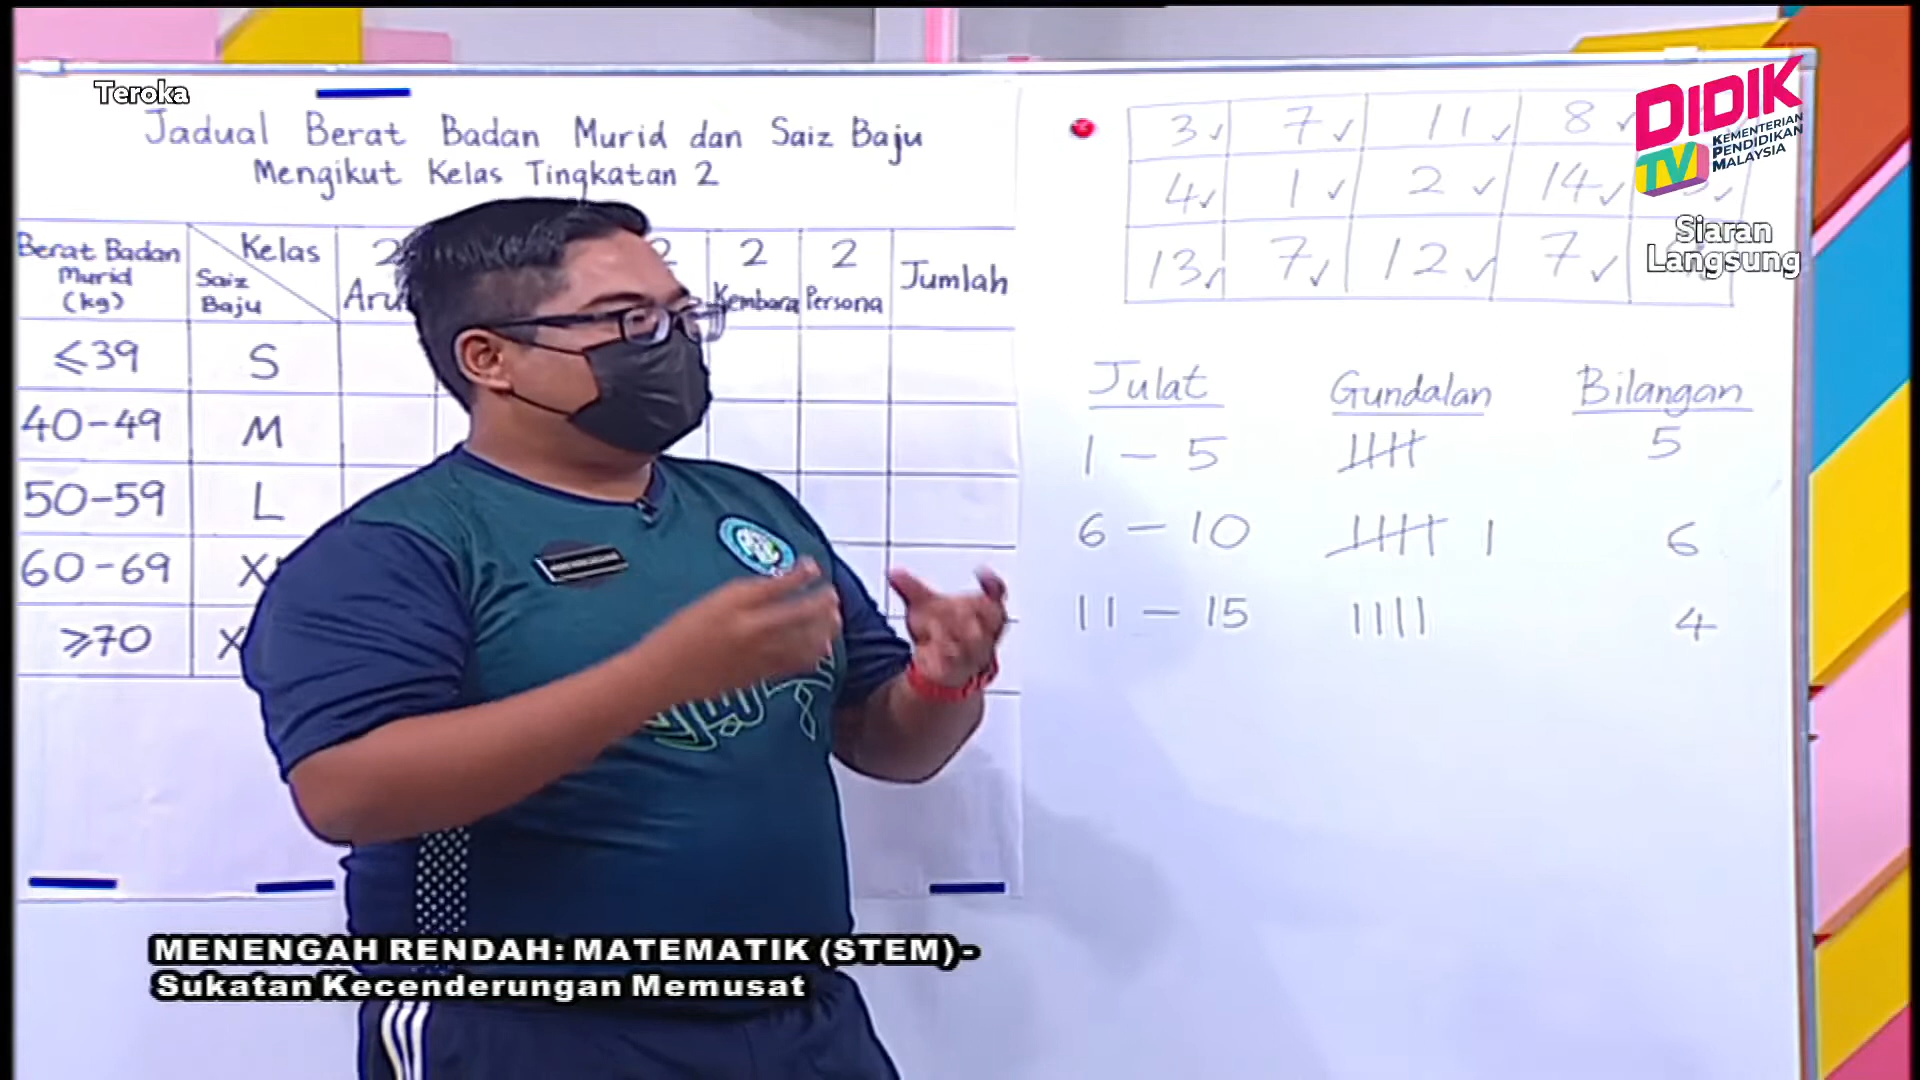 Teroka
Jadual Berat Badan Murid dan Saiz Baju
Mengikut Kelas Tingkatan 2
Berat Badan Murid (kg)
Kelas
Saiz Baju
2
2 Kembara
2 Persona
Jumlah
≤39 S
40-49 M
50-59 L
60-69
≥70
3 7 11 8
4 1 2 14
13 7 12 7
Julat Gundalan Bilangan
1 - 5 5
6 - 10 6
11 - 15 4
DIDIK
TV
KEMENTERIAN
PENDIDIKAN
MALAYSIA
Siaran
Langsung
MENENGAH RENDAH: MATEMATIK (STEM) -
Sukatan Kecenderungan Memusat